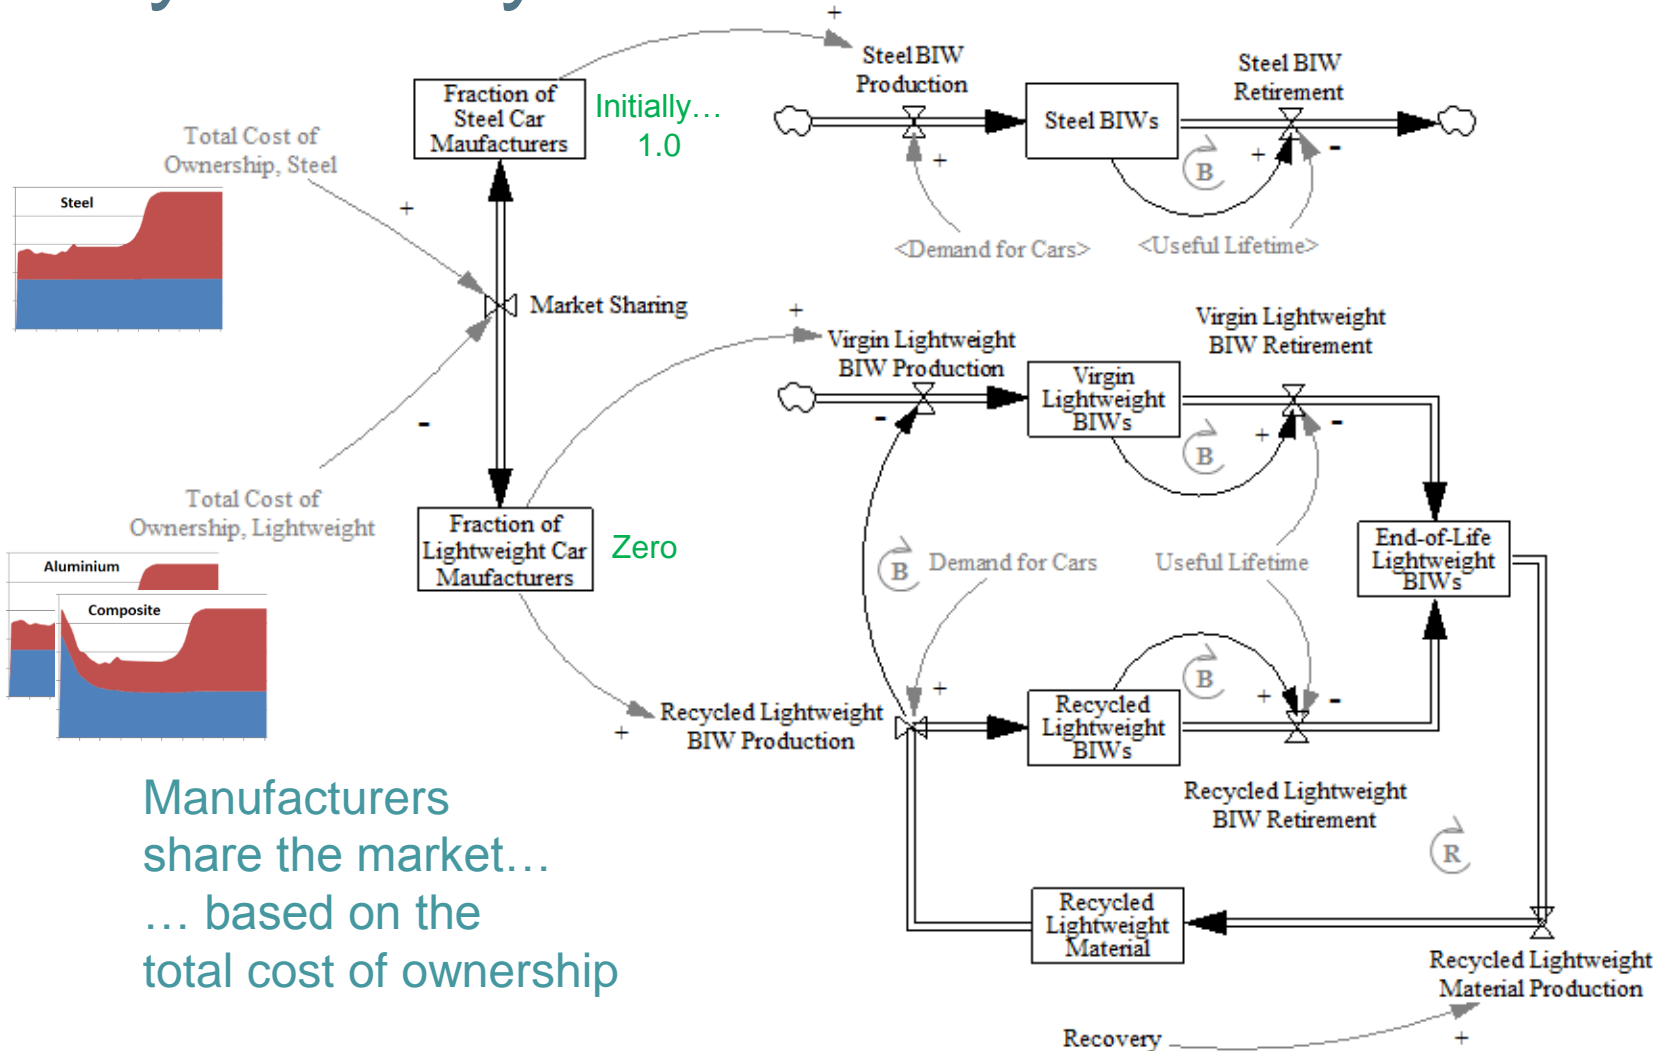 +
Steel BIW
Production
Steel BIW
Retirement
Fraction of
Steel Car
Maufacturers
Initially…
1.0
Steel BIWs
Total Cost of
Ownership, Steel
+
+
-
B
Steel
+
<Demand for Cars>
<Useful Lifetime>
Market Sharing
+
Virgin Lightweight
BIW Production
Virgin Lightweight
BIW Retirement
-
-
Virgin
Lightweight
BIWs
+
-
B
Total Cost of
Ownership, Lightweight
Fraction of
Lightweight Car
Maufacturers
Zero
B
Demand for Cars
Useful Lifetime
End-of-Life
Lightweight
BIWs
Aluminium
Composite
+
B
+
-
Recycled Lightweight
BIW Production
+
Recycled
Lightweight
BIWs
Recycled Lightweight
BIW Retirement
R
Manufacturers
share the market…
… based on the
total cost of ownership
Recycled
Lightweight
Material
Recycled Lightweight
Material Production
Recovery
+